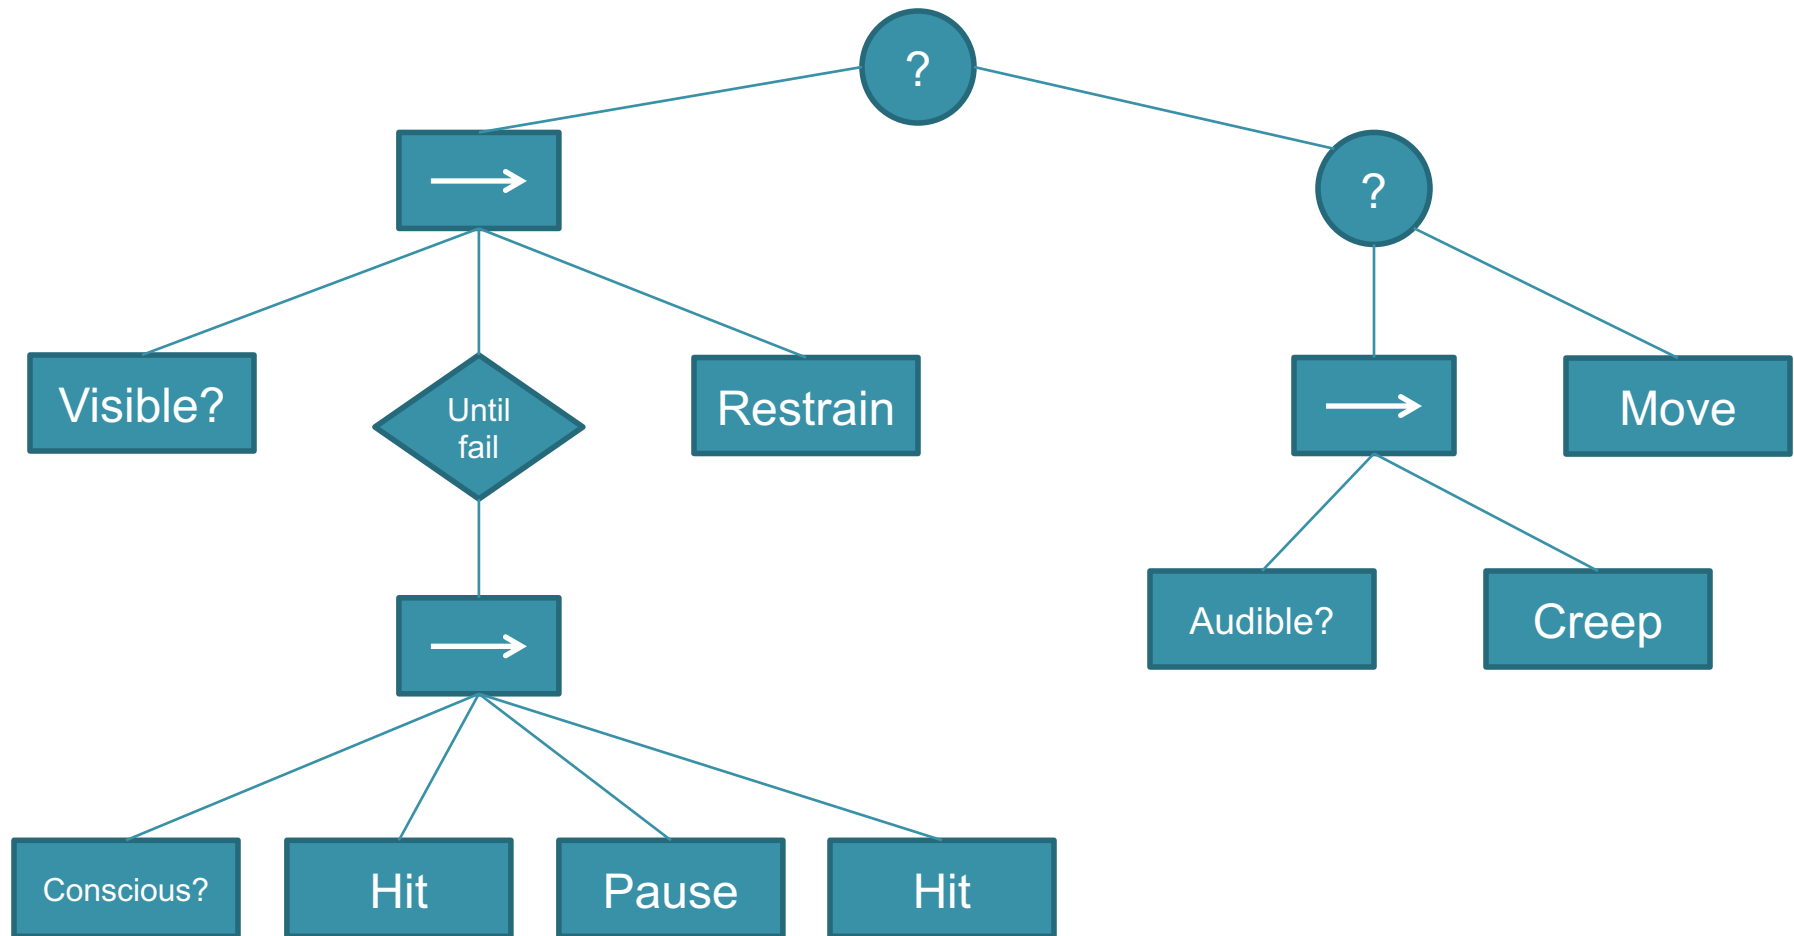 ?
?
Visible?
Until
fail
Restrain
Move
Audible?
Creep
Conscious?
Hit
Pause
Hit